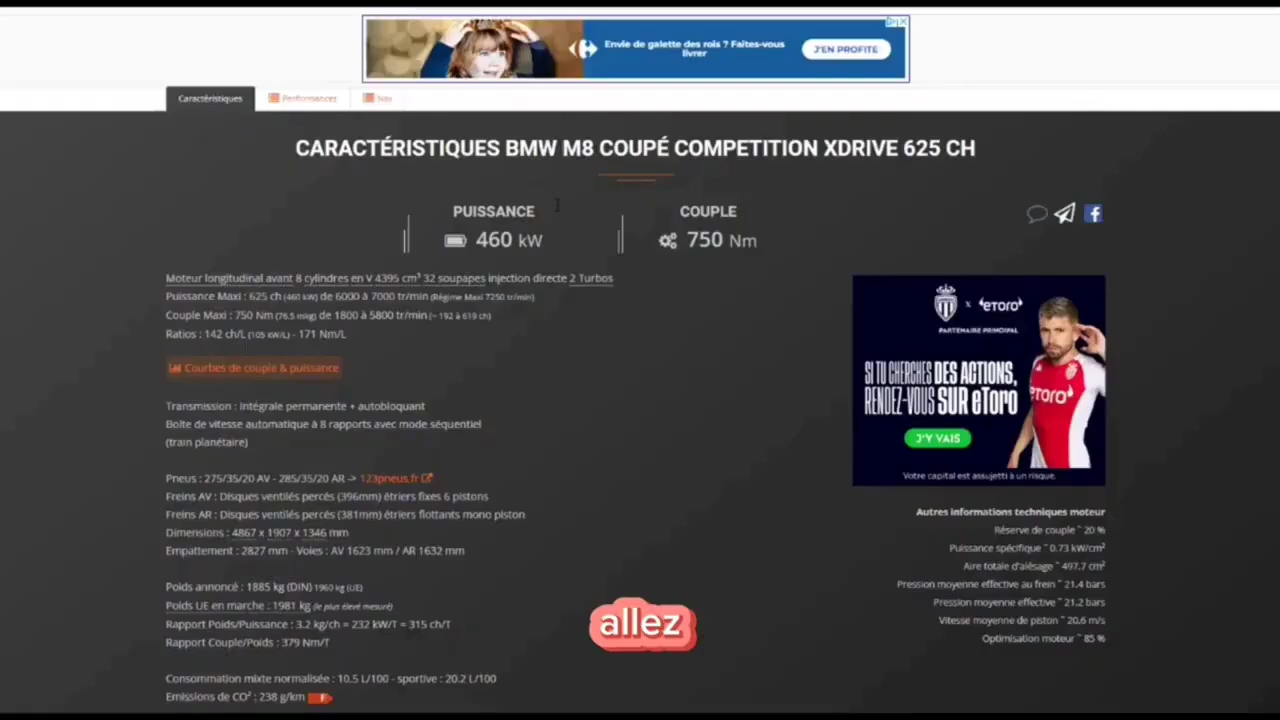 Envie de galette des rois ? Faites-vous
livrer
J'EN PROFITE
Caractéristiques
Performances
CARACTÉRISTIQUES BMW M8 COUPÉ COMPETITION XDRIVE 625 CH
PUISSANCE
460 kW
COUPLE
750 Nm
Moteur longitudinal avant 8 cylindres en V 4395 cm³ 32 soupapes injection directe 2 Turbos
Puissance Maxi : 625 ch (460 kW) de 6000 à 7000 tr/min (Régime Maxi 7250 tr/min)
Couple Maxi : 750 Nm (76.5 mkg) de 1800 à 5800 tr/min (~ 192 à 619 ch)
Ratios : 142 ch/L (105 kW/L) - 171 Nm/L
Courbes de couple & puissance
Transmission : Intégrale permanente + autobloquant
Boîte de vitesse automatique à 8 rapports avec mode séquentiel
(train planétaire)
Pneus : 275/35/20 AV - 285/35/20 AR -> 123pneus.fr
Freins AV : Disques ventilés percés (396mm) étriers fixes 6 pistons
Freins AR : Disques ventilés percés (381mm) étriers flottants mono piston
Dimensions : 4867 x 1907 x 1346 mm
Empattement : 2827 mm - Voies : AV 1623 mm / AR 1632 mm
Poids annoncé : 1885 kg (DIN) 1960 kg (UE)
Poids UE en marche : 1981 kg (le plus élevé mesuré)
Rapport Poids/Puissance : 3.2 kg/ch = 232 kW/T = 315 ch/T
Rapport Couple/Poids : 379 Nm/T
Consommation mixte normalisée : 10.5 L/100 - sportive : 20.2 L/100
Emissions de CO² : 238 g/km F
x eToro
PARTENAIRE PRINCIPAL
SI TU CHERCHES DES ACTIONS,
RENDEZ-VOUS SUR eToro
J'Y VAIS
eToro
Votre capital est assujetti à un risque.
Autres informations techniques moteur
Réserve de couple ~ 20 %
Puissance spécifique ~ 0.73 kW/cm²
Aire totale d'alésage ~ 497.7 cm²
Pression moyenne effective au frein ~ 21.4 bars
Pression moyenne effective ~ 21.2 bars
Vitesse moyenne de piston ~ 20.6 m/s
Optimisation moteur ~ 85 %
allez